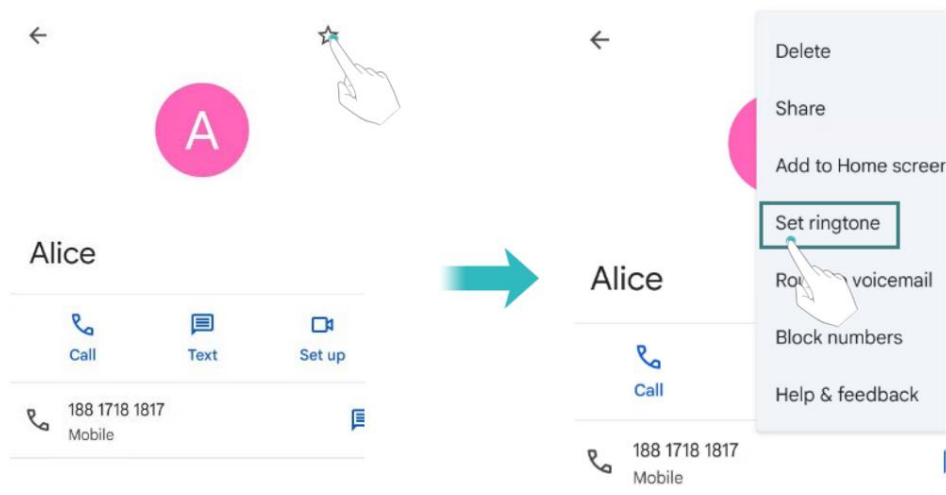 A
Alice
Call
Text
Set up
188 1718 1817
Mobile
Alice
Call
188 1718 1817
Mobile
Delete
Share
Add to Home screen
Set ringtone
voicemail
Block numbers
Help & feedback